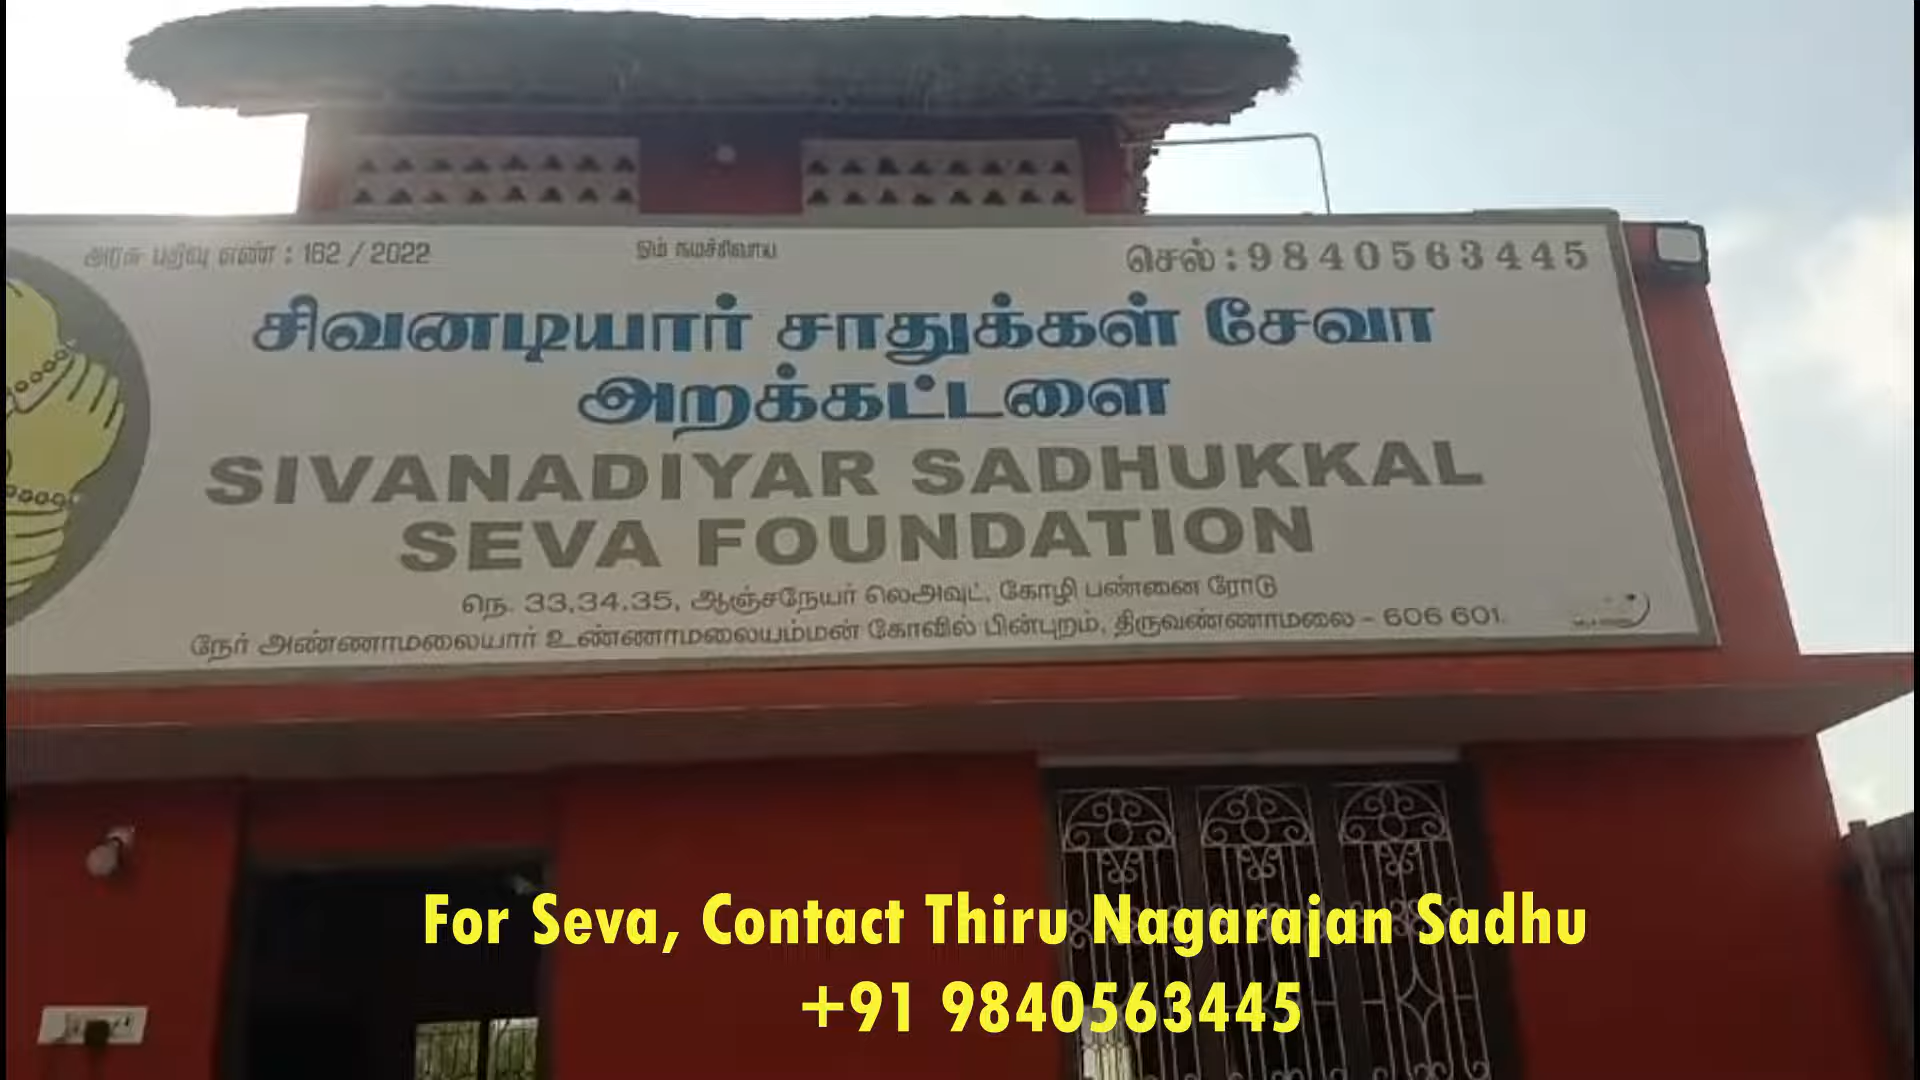 அரசு பதிவு எண் : 162 / 2022
ஓம் நமச்சிவாய
செல் : 9840563445
சிவனடியார் சாதுக்கள் சேவா
அறக்கட்டளை
SIVANADIYAR SADHUKKAL
SEVA FOUNDATION
நெ. 33,34.35, ஆஞ்சநேயர் லெஅவுட், கோழி பண்ணை ரோடு
நேர் அண்ணாமலையார் உண்ணாமலையம்மன் கோவில் பின்புறம், திருவண்ணாமலை - 606 601.
For Seva, Contact Thiru Nagarajan Sadhu
+91 9840563445